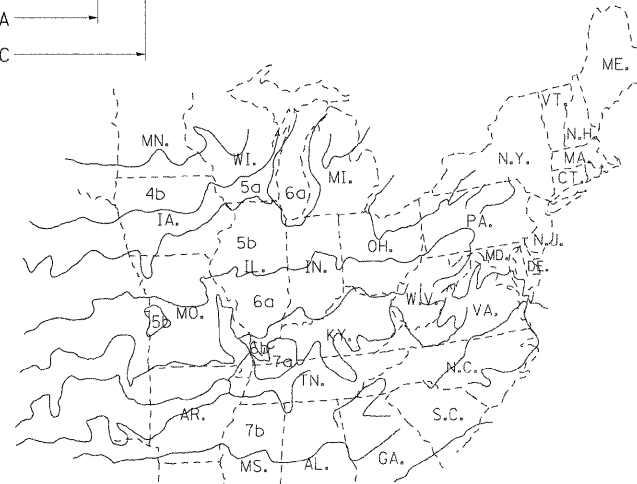 A
C
ME.
VT.
MN.
N.H.
WI.
N.Y.
MA.
MI.
CT.
4b
5a
6a
IA.
PA.
5b
OH.
N.J.
IL.
IN.
MD.
DE.
6a
W.V.
MO.
VA.
5b
KY.
6b
7a
TN.
N.C.
AR.
S.C.
7b
GA.
MS.
AL.